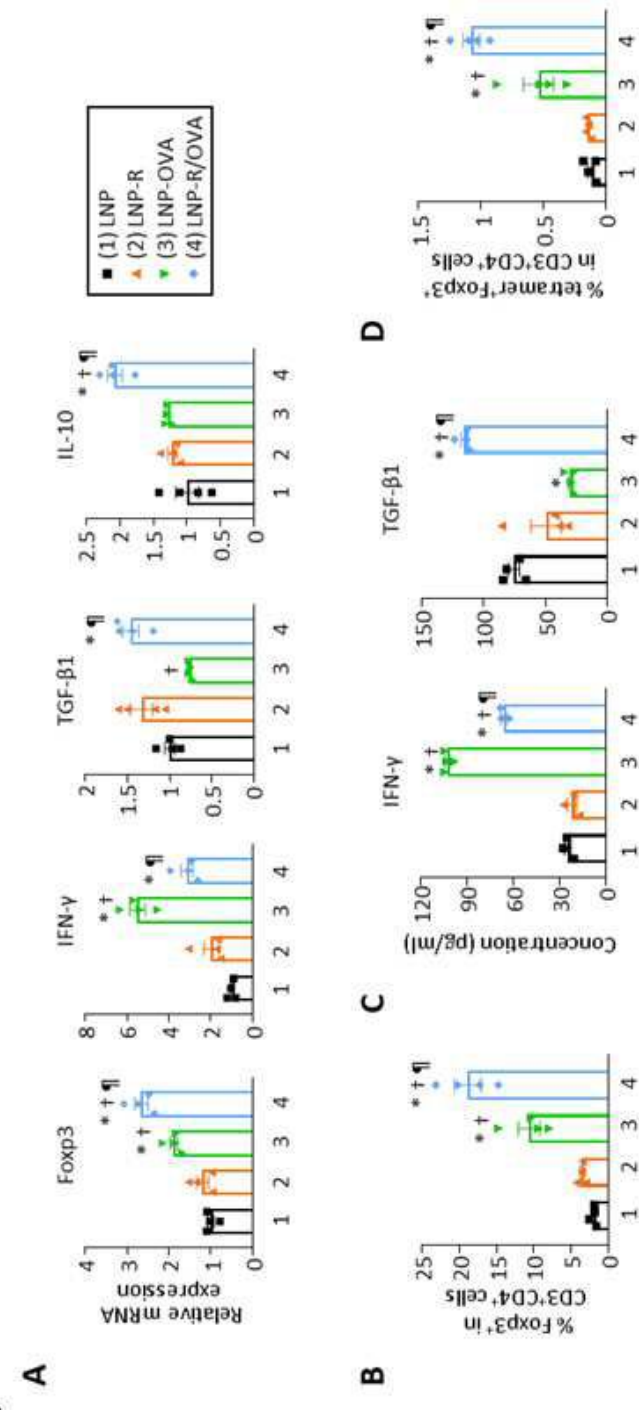 A
Foxp3
Relative mRNA
expression
4
3
2
1
0
1 2 3 4
* †
* † ¶
IFN-γ
8
6
4
2
0
1 2 3 4
* †
* ¶
TGF-β1
2
1.5
1
0.5
0
1 2 3 4
†
* ¶
IL-10
2.5
2
1.5
1
0.5
0
1 2 3 4
* † ¶
(1) LNP
(2) LNP-R
(3) LNP-OVA
(4) LNP-R/OVA
B
% Foxp3⁺ in
CD3⁺CD4⁺ cells
25
20
15
10
5
0
1 2 3 4
* †
* † ¶
C
IFN-γ
Concentration (pg/ml)
120
90
60
30
0
1 2 3 4
* †
* † ¶
TGF-β1
150
100
50
0
1 2 3 4
*
* † ¶
D
% tetramer⁺Foxp3⁺
in CD3⁺CD4⁺ cells
1.5
1
0.5
0
1 2 3 4
* †
* † ¶